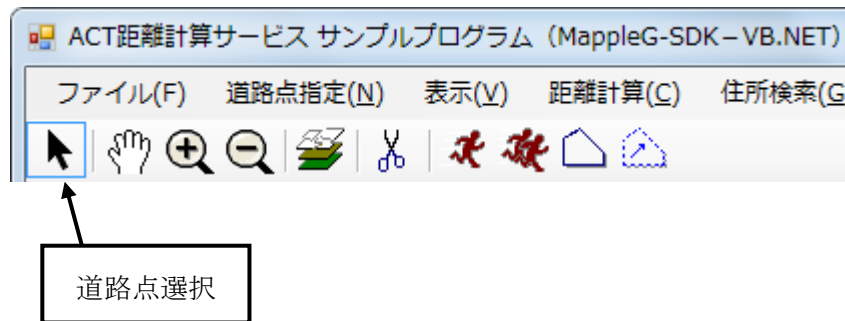 ACT距離計算サービス サンプルプログラム（MappleG-SDK－VB.NET）
ファイル(F) 道路点指定(N) 表示(V) 距離計算(C) 住所検索(G
道路点選択